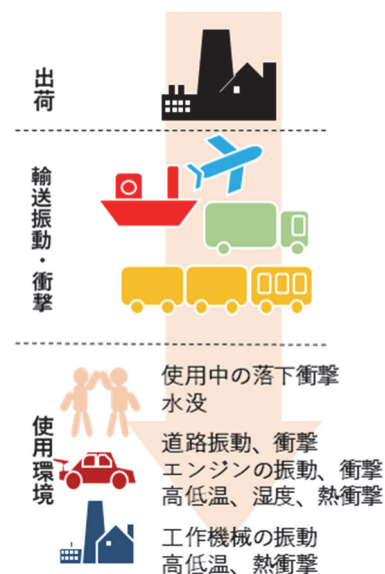 出荷
輸送振動・衝撃
使用環境
使用中の落下衝撃
水没
道路振動、衝撃
エンジンの振動、衝撃
高低温、湿度、熱衝撃
工作機械の振動
高低温、熱衝撃